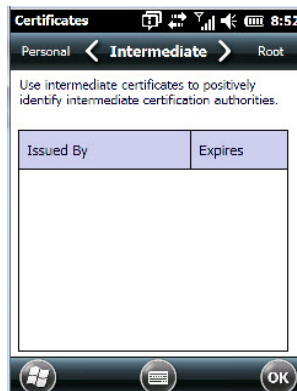 Certificates 8:52
Personal Intermediate Root
Use intermediate certificates to positively
identify intermediate certification authorities.
Issued By Expires
OK